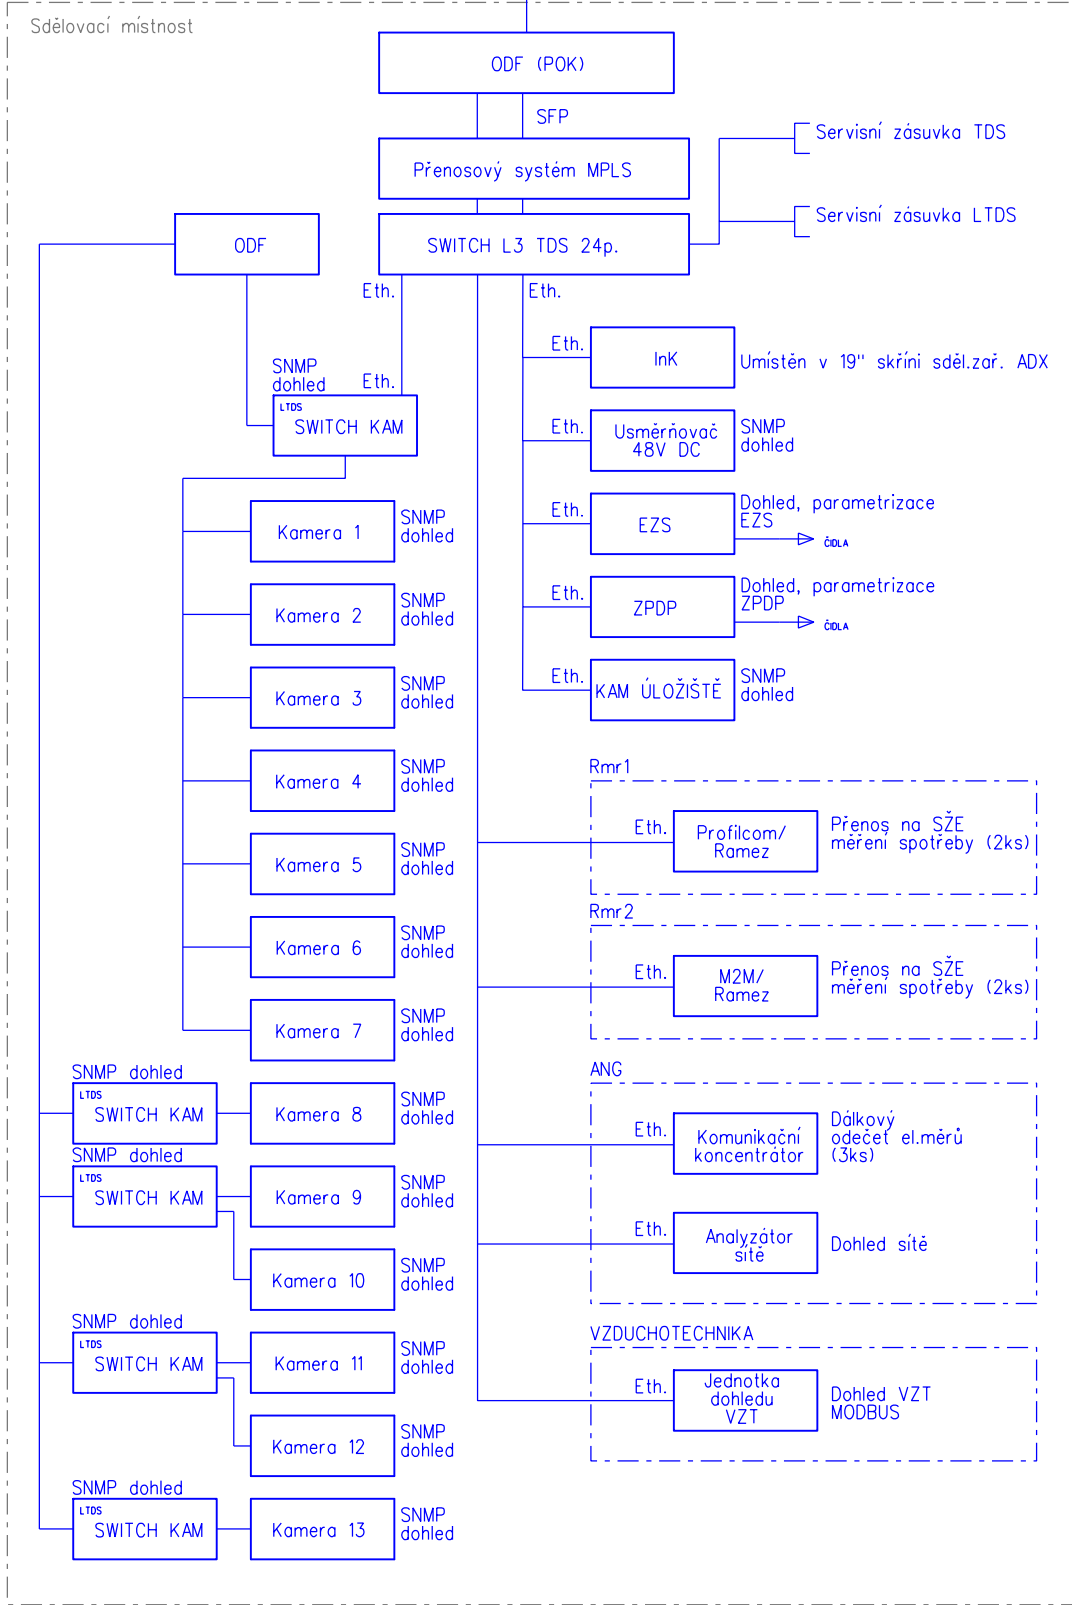 Sdělovací místnost
ODF (POK)
SFP
Servisní zásuvka TDS
Přenosový systém MPLS
Servisní zásuvka LTDS
ODF
SWITCH L3 TDS 24p.
Eth.
Eth.
Eth.
InK
Umístěn v 19" skříni sděl.zař. ADX
SNMP
dohled
Eth.
LTDS
SWITCH KAM
Eth.
Usměrňovač
48V DC
SNMP
dohled
Kamera 1
SNMP
dohled
Eth.
EZS
Dohled, parametrizace
EZS
ČIDLA
Kamera 2
SNMP
dohled
Eth.
ZPDP
Dohled, parametrizace
ZPDP
ČIDLA
Kamera 3
SNMP
dohled
Eth.
KAM ÚLOŽIŠTĚ
SNMP
dohled
Kamera 4
SNMP
dohled
Rmr1
Eth.
Profilcom/
Ramez
Přenos na SŽE
měření spotřeby (2ks)
Kamera 5
SNMP
dohled
Rmr2
Kamera 6
SNMP
dohled
Eth.
M2M/
Ramez
Přenos na SŽE
měření spotřeby (2ks)
Kamera 7
SNMP
dohled
ANG
SNMP dohled
LTDS
SWITCH KAM
Kamera 8
SNMP
dohled
Eth.
Komunikační
koncentrátor
Dálkový
odečet el.měrů
(3ks)
SNMP dohled
LTDS
SWITCH KAM
Kamera 9
SNMP
dohled
Eth.
Analyzátor
sítě
Dohled sítě
Kamera 10
SNMP
dohled
SNMP dohled
LTDS
SWITCH KAM
Kamera 11
SNMP
dohled
VZDUCHOTECHNIKA
Eth.
Jednotka
dohledu
VZT
Dohled VZT
MODBUS
Kamera 12
SNMP
dohled
SNMP dohled
LTDS
SWITCH KAM
Kamera 13
SNMP
dohled